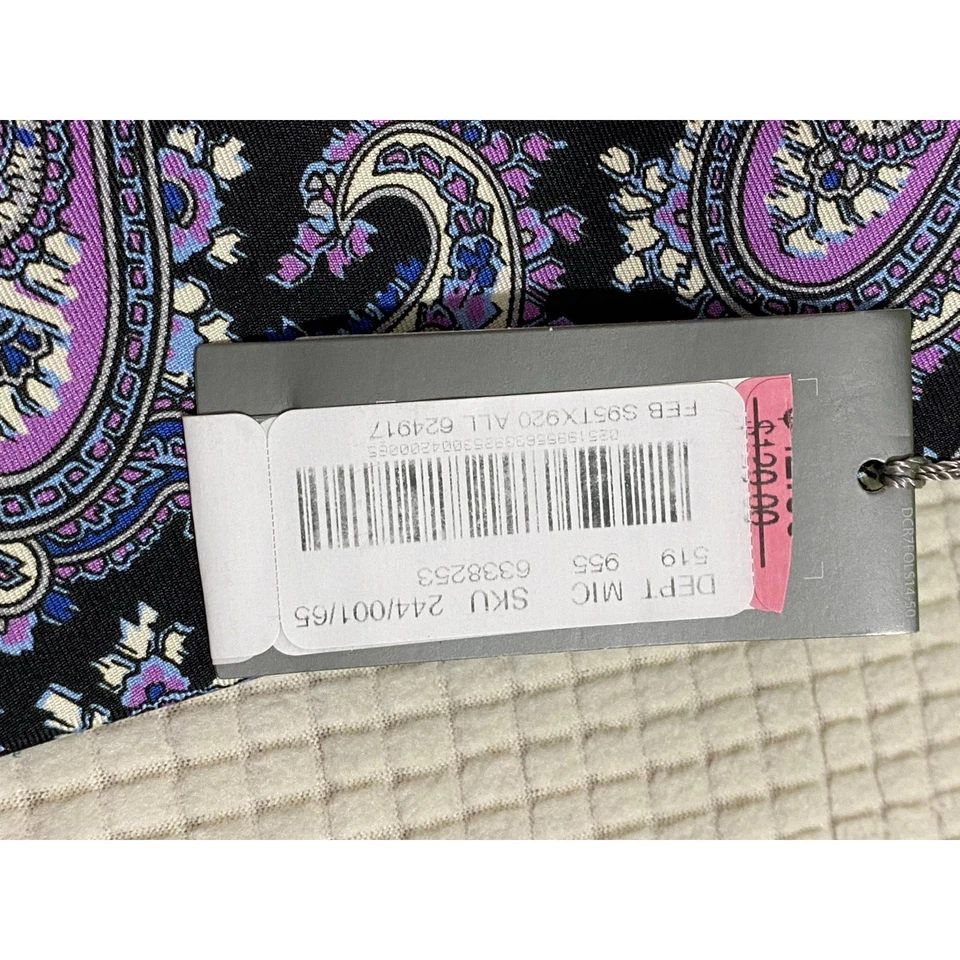 DEPT MIC SKU 244/001/65
519 955 6338253
FEB S95TX920 ALL 624917
$120.00